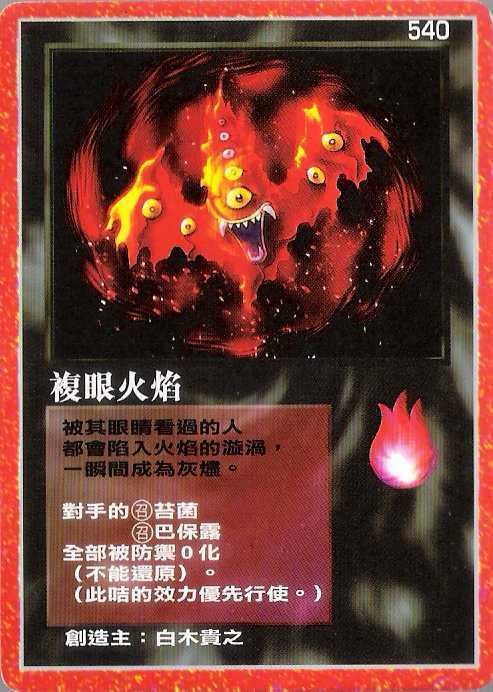 540
複眼火焰
被其眼睛看過的人
都會陷入火焰的漩渦，
一瞬間成為灰燼。
對手的㊁苔菌
㊁巴保露
全部被防禦0化
（不能還原）。
（此咭的效力優先行使。）
創造主：白木貴之